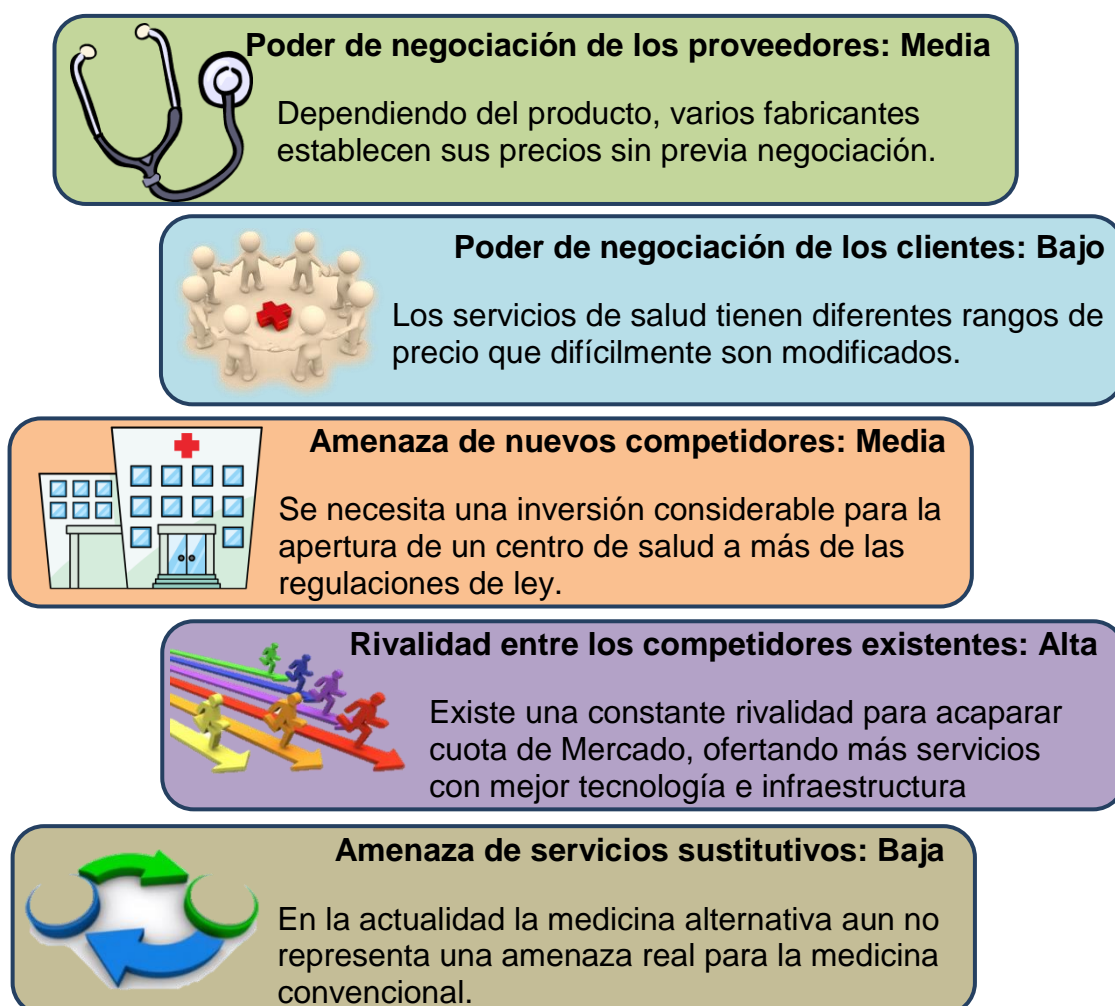 Poder de negociación de los proveedores: Media
Dependiendo del producto, varios fabricantes
establecen sus precios sin previa negociación.
Poder de negociación de los clientes: Bajo
Los servicios de salud tienen diferentes rangos de
precio que difícilmente son modificados.
Amenaza de nuevos competidores: Media
Se necesita una inversión considerable para la
apertura de un centro de salud a más de las
regulaciones de ley.
Rivalidad entre los competidores existentes: Alta
Existe una constante rivalidad para acaparar
cuota de Mercado, ofertando más servicios
con mejor tecnología e infraestructura
Amenaza de servicios sustitutivos: Baja
En la actualidad la medicina alternativa aun no
representa una amenaza real para la medicina
convencional.